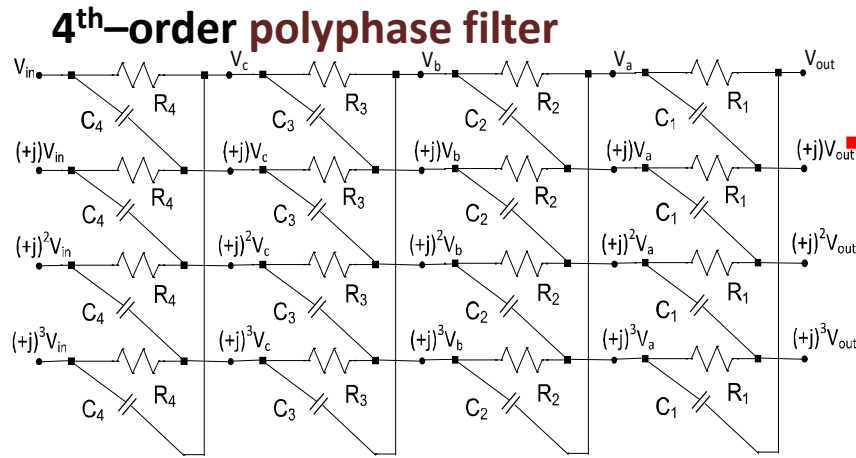 4th–order polyphase filter
Vin Vc Vb Va Vout
R4 R3 R2 R1
C4 C3 C2 C1
(+j)Vin (+j)Vc (+j)Vb (+j)Va (+j)Vout
R4 R3 R2 R1
C4 C3 C2 C1
(+j)2Vin (+j)2Vc (+j)2Vb (+j)2Va (+j)2Vout
R4 R3 R2 R1
C4 C3 C2 C1
(+j)3Vin (+j)3Vc (+j)3Vb (+j)3Va (+j)3Vout
R4 R3 R2 R1
C4 C3 C2 C1